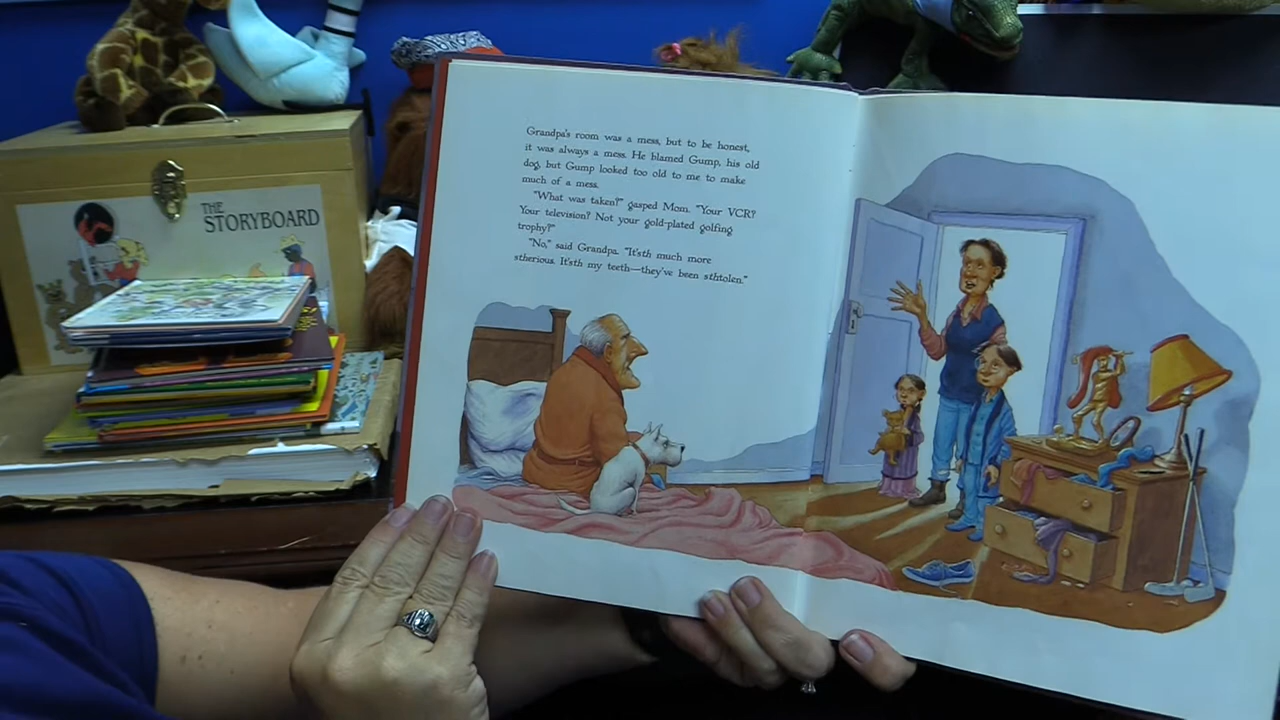 Grandpa's room was a mess, but to be honest,
it was always a mess. He blamed Gump, his old
dog, but Gump looked too old to me to make
much of a mess.
"What was taken?" gasped Mom. "Your VCR?
Your television? Not your gold-plated golfing
trophy?"
"No," said Grandpa. "It'sth much more
stherious. It'sth my teeth—they've been sthtolen."
THE
STORYBOARD